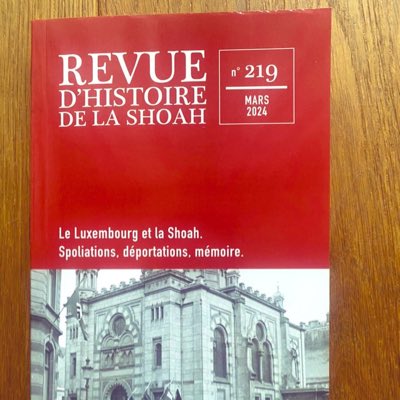 REVUE
D'HISTOIRE
DE LA SHOAH
n° 219
MARS
2024
Le Luxembourg et la Shoah.
Spoliations, déportations, mémoire.